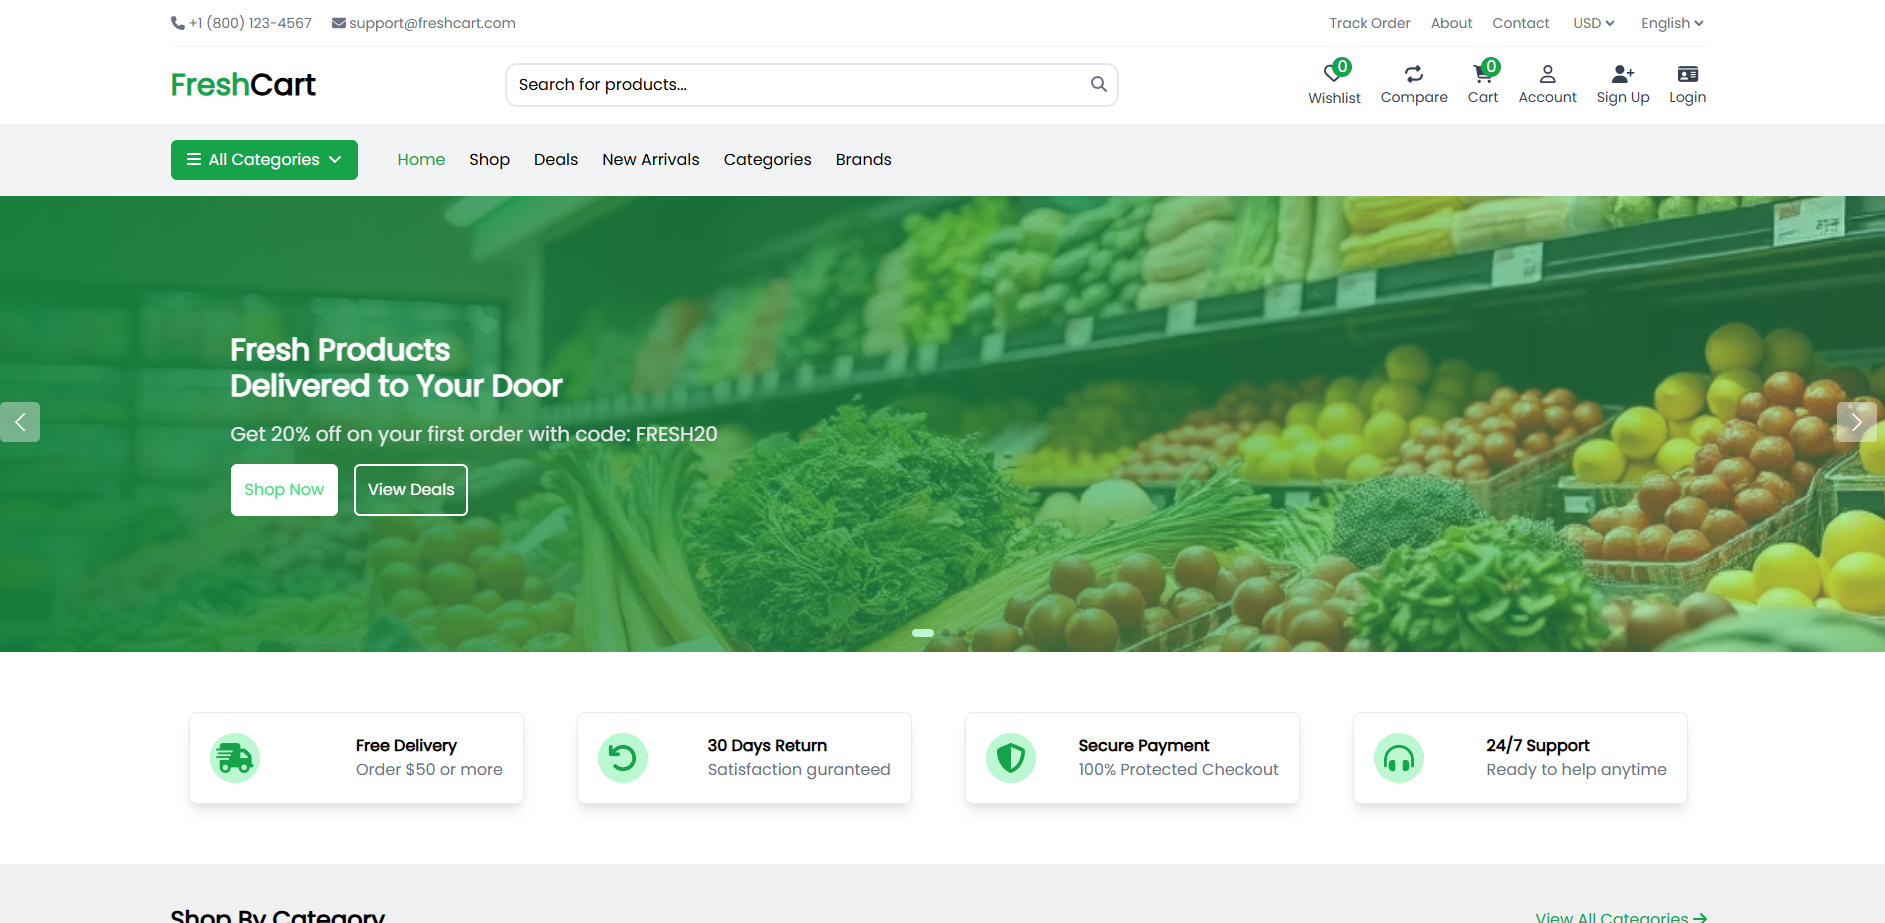 +1 (800) 123-4567 support@freshcart.com Track Order About Contact USD English
FreshCart
Search for products...
0 0
Wishlist Compare Cart Account Sign Up Login
All Categories Home Shop Deals New Arrivals Categories Brands
Fresh Products
Delivered to Your Door
Get 20% off on your first order with code: FRESH20
Shop Now View Deals
Free Delivery
Order $50 or more
30 Days Return
Satisfaction guranteed
Secure Payment
100% Protected Checkout
24/7 Support
Ready to help anytime
Shop By Category View All Categories